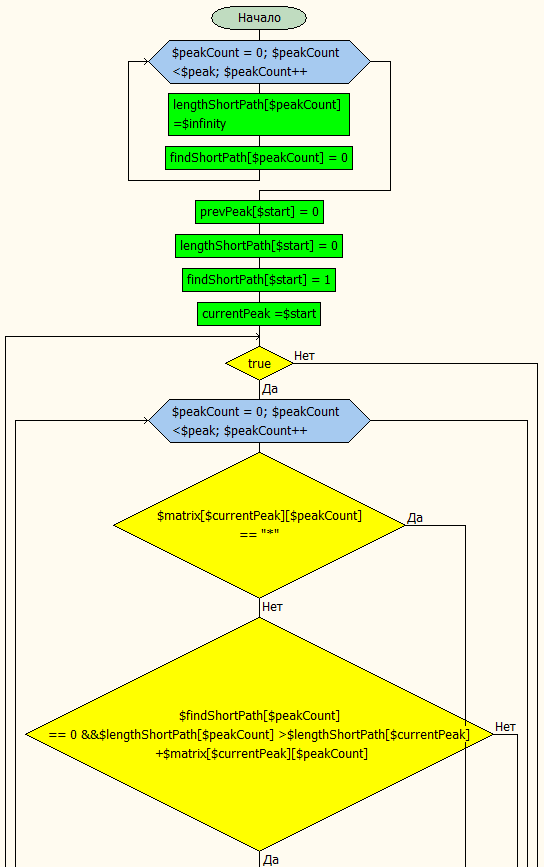 Начало
$peakCount = 0; $peakCount
<$peak; $peakCount++
lengthShortPath[$peakCount]
=$infinity
findShortPath[$peakCount] = 0
prevPeak[$start] = 0
lengthShortPath[$start] = 0
findShortPath[$start] = 1
currentPeak =$start
true
Нет
Да
$peakCount = 0; $peakCount
<$peak; $peakCount++
$matrix[$currentPeak][$peakCount]
== "*"
Да
Нет
$findShortPath[$peakCount]
== 0 &&$lengthShortPath[$peakCount] >$lengthShortPath[$currentPeak]
+$matrix[$currentPeak][$peakCount]
Нет
Да